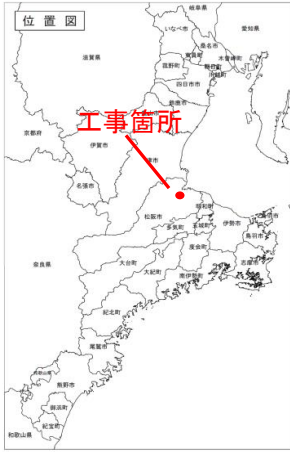 位置図
岐阜県
いなべ市
愛知県
桑名市
東員町
木曽岬町
朝日町
川越町
滋賀県
菰野町
四日市市
鈴鹿市
工事箇所
京都府
伊賀市
津市
名張市
松阪市
明和町
多気町
玉城町
伊勢市
鳥羽市
度会町
志摩市
奈良県
大台町
大紀町
南伊勢町
紀北町
尾鷲市
和歌山県
熊野市
御浜町
紀宝町
和歌山県